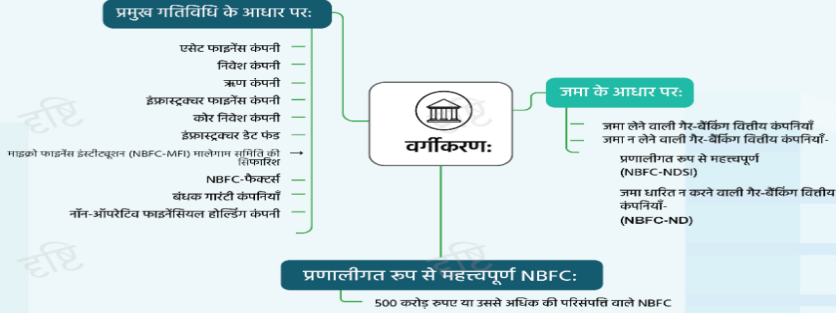 प्रमुख गतिविधि के आधार पर:
एसेट फाइनेंस कंपनी
निवेश कंपनी
ऋण कंपनी
इंफ्रास्ट्रक्चर फाइनेंस कंपनी
कोर निवेश कंपनी
इंफ्रास्ट्रक्चर डेट फंड
माइक्रो फाइनेंस इंस्टीट्यूशन (NBFC-MFI) मालेगाम समिति की
सिफारिश
NBFC-फैक्टर्स
बंधक गारंटी कंपनियाँ
नॉन-ऑपरेटिव फाइनेंसियल होल्डिंग कंपनी
वर्गीकरण:
जमा के आधार पर:
जमा लेने वाली गैर-बैंकिंग वित्तीय कंपनियाँ
जमा न लेने वाली गैर-बैंकिंग वित्तीय कंपनियाँ-
प्रणालीगत रूप से महत्त्वपूर्ण
(NBFC-NDSI)
जमा धारित न करने वाली गैर-बैंकिंग वित्तीय
कंपनियाँ-
(NBFC-ND)
प्रणालीगत रूप से महत्त्वपूर्ण NBFC:
500 करोड़ रुपए या उससे अधिक की परिसंपत्ति वाले NBFC
दृष्टि
दृष्टि
दृष्टि
दृष्टि